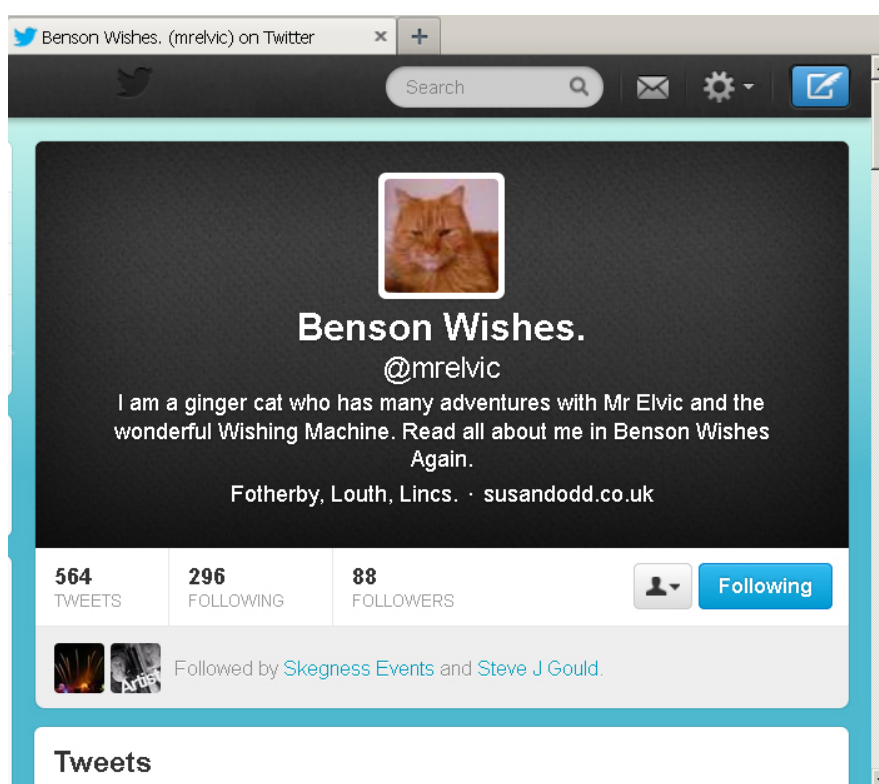 Benson Wishes. (mrelvic) on Twitter
Search
Benson Wishes.
@mrelvic
I am a ginger cat who has many adventures with Mr Elvic and the
wonderful Wishing Machine. Read all about me in Benson Wishes
Again.
Fotherby, Louth, Lincs. · susandodd.co.uk
564 296 88
TWEETS FOLLOWING FOLLOWERS
Following
Artist
Followed by Skegness Events and Steve J Gould.
Tweets